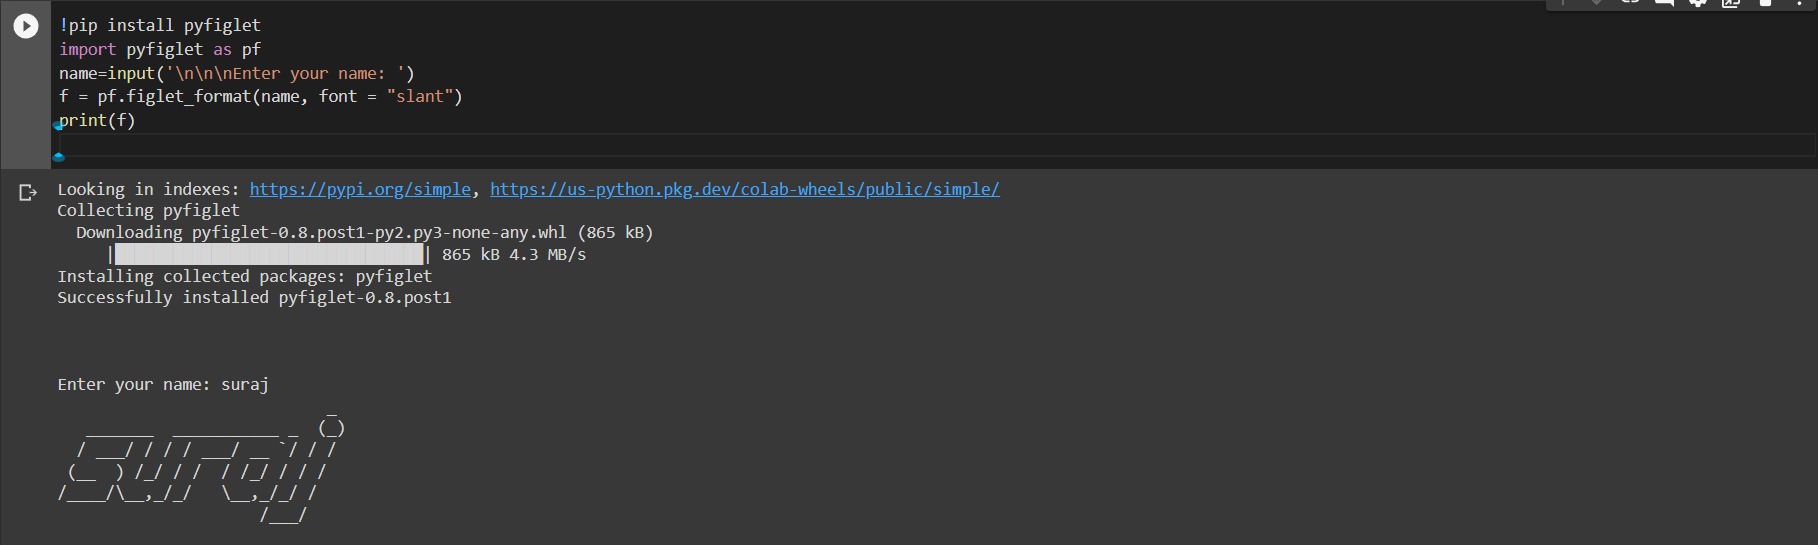 !pip install pyfiglet
import pyfiglet as pf
name=input('\n\n\nEnter your name: ')
f = pf.figlet_format(name, font = "slant")
print(f)
Looking in indexes: https://pypi.org/simple, https://us-python.pkg.dev/colab-wheels/public/simple/
Collecting pyfiglet
  Downloading pyfiglet-0.8.post1-py2.py3-none-any.whl (865 kB)
     |████████████████████████████████| 865 kB 4.3 MB/s
Installing collected packages: pyfiglet
Successfully installed pyfiglet-0.8.post1
Enter your name: suraj
                            _
   _______  ___________ _  (_)
  / ___/ / / / ___/ __ `/ / /
 (__  ) /_/ / /  / /_/ / / /
/____/\__,_/_/   \__,_/_/ /
                     /___/